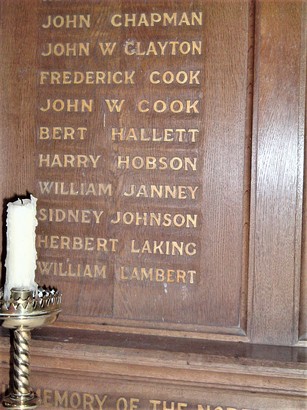 JOHN CHAPMAN
JOHN W CLAYTON
FREDERICK COOK
JOHN W COOK
BERT HALLETT
HARRY HOBSON
WILLIAM JANNEY
SIDNEY JOHNSON
HERBERT LAKING
WILLIAM LAMBERT
MEMORY OF THE